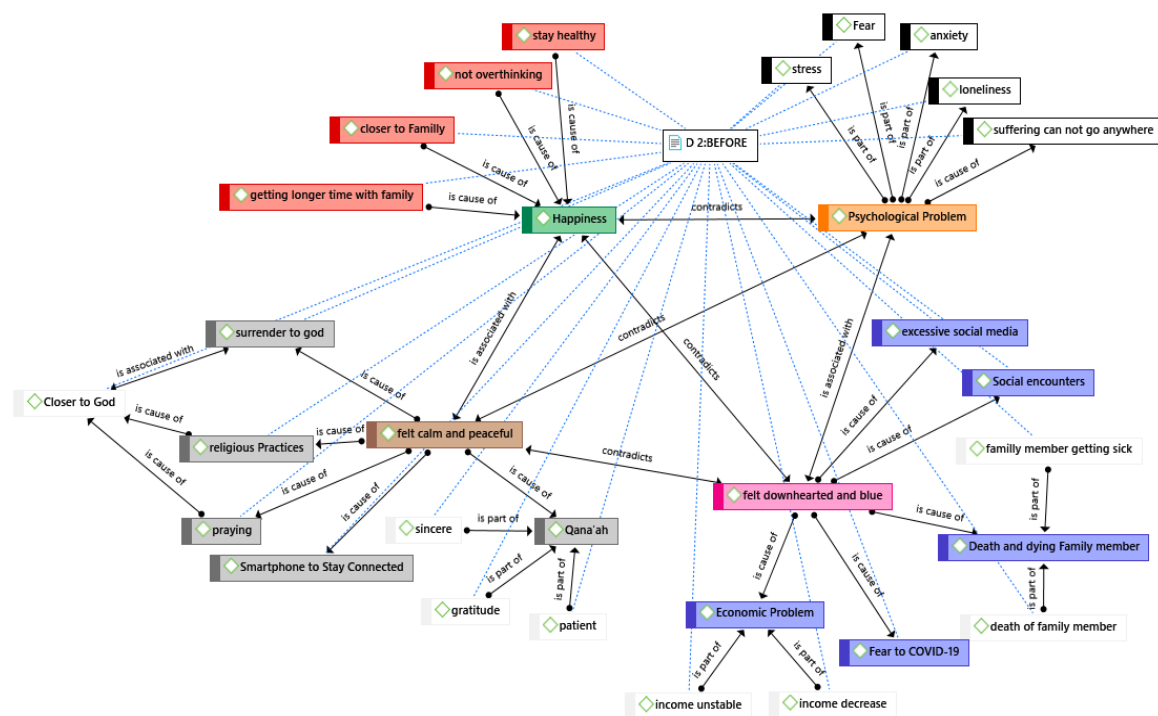 Fear
stay healthy
anxiety
not overthinking
stress
loneliness
is cause of
is part of
is part of
closer to Familly
suffering can not go anywhere
D 2:BEFORE
is cause of
is cause of
is part of
is part of
is cause of
getting longer time with family
is cause of
Happiness
contradicts
Psychological Problem
surrender to god
is associated with
contradicts
excessive social media
is associated with
contradicts
is associated with
Social encounters
Closer to God
is cause of
is cause of
is cause of
felt calm and peaceful
is cause of
religious Practices
is cause of
family member getting sick
contradicts
is cause of
is cause of
is cause of
is cause of
felt downhearted and blue
is part of
is cause of
praying
sincere
is part of
Qana'ah
Death and dying Family member
Smartphone to Stay Connected
is part of
is part of
is cause of
is cause of
is part of
gratitude
patient
Economic Problem
death of family member
Fear to COVID-19
is part of
is part of
income unstable
income decrease